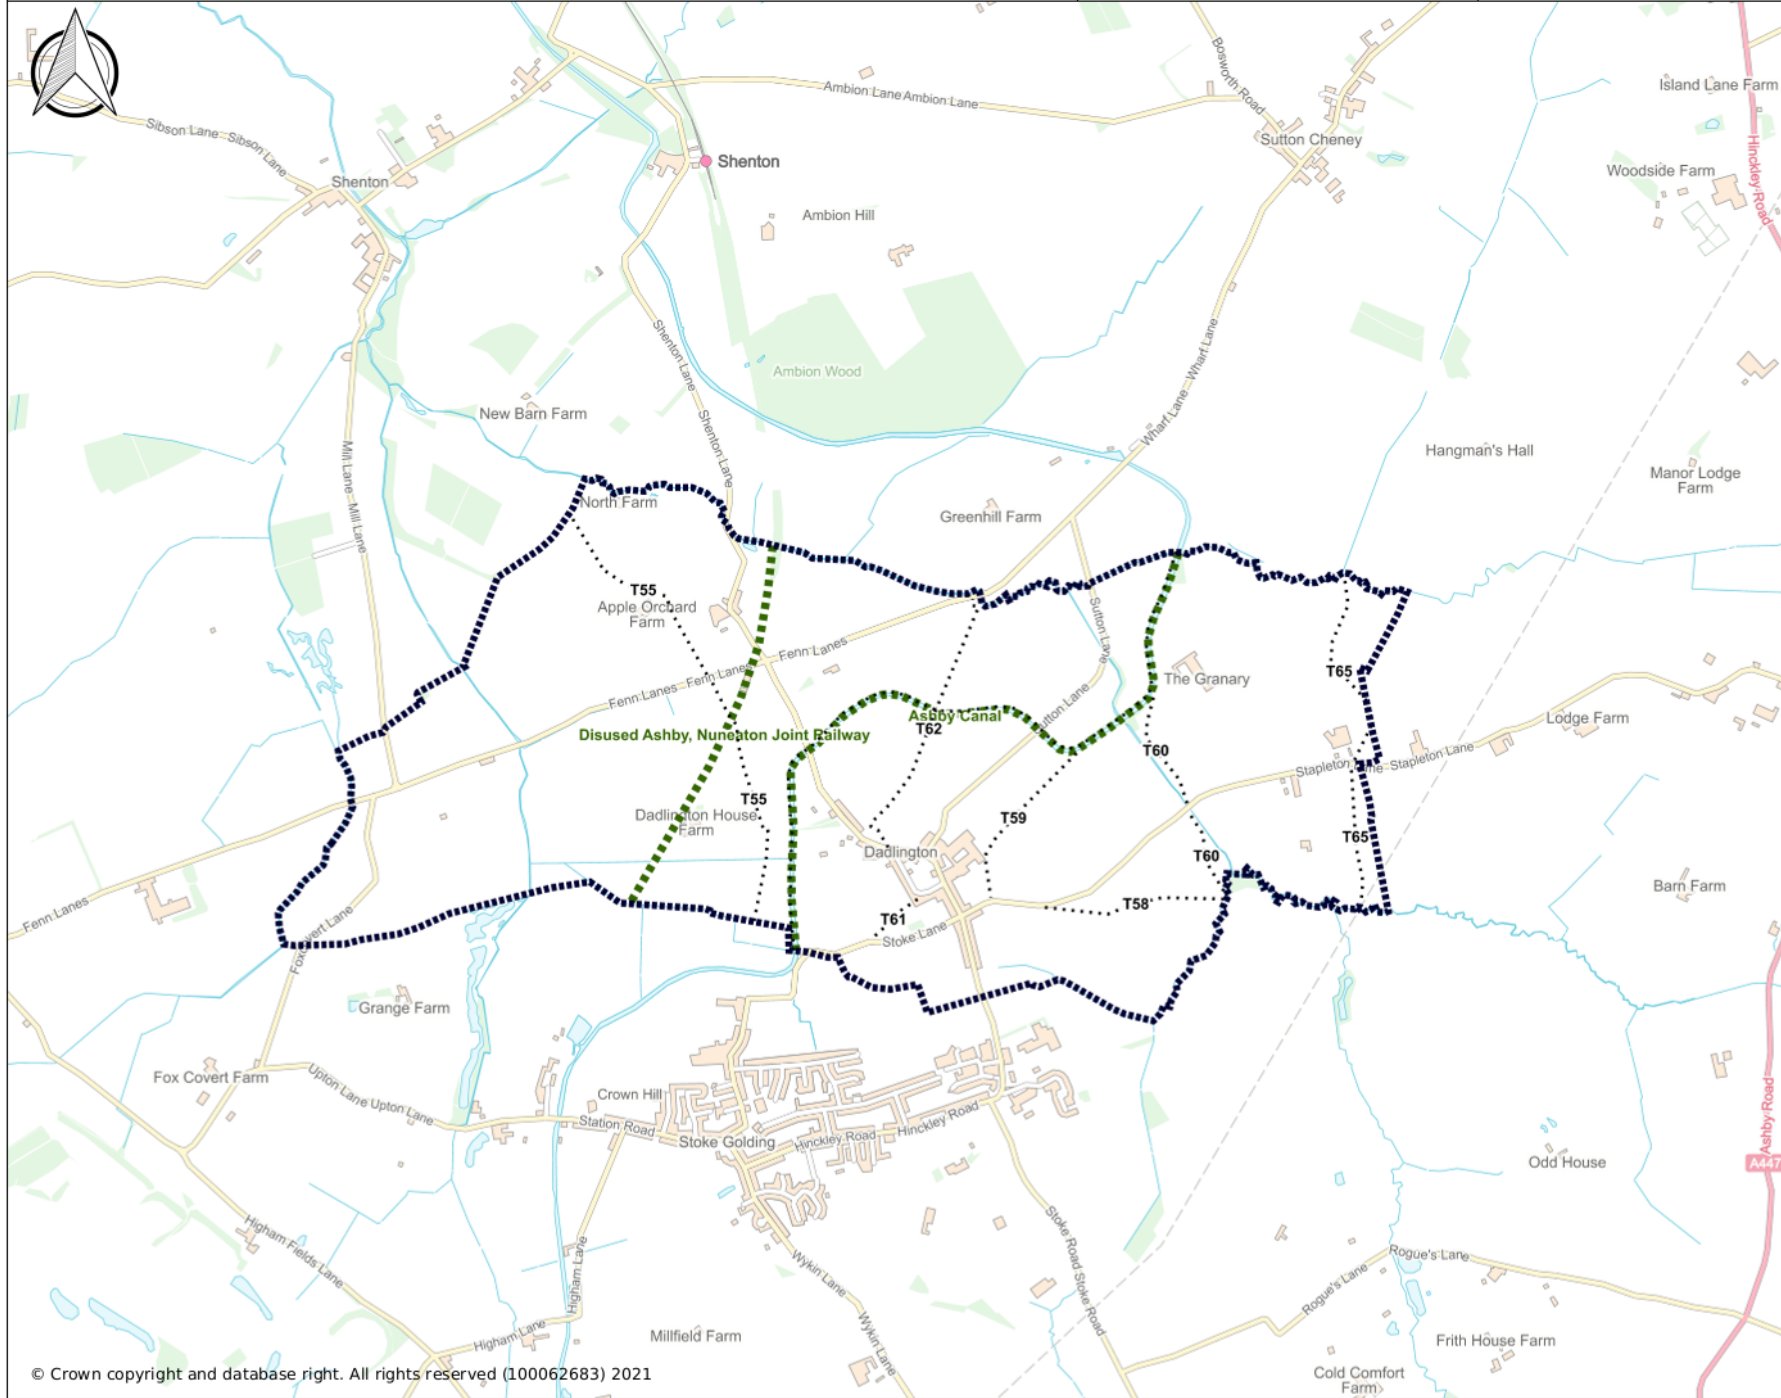 Bosworth Road
Island Lane Farm
Ambion Lane Ambion Lane
Sibson Lane Sibson Lane
Sutton Cheney
Hinckley Road
Shenton
Woodside Farm
Shenton
Ambion Hill
Shenton Lane
Wharf Lane Wharf Lane
Ambion Wood
New Barn Farm
Shenton Lane
Hangman's Hall
Mill Lane Mill Lane
Manor Lodge
Farm
North Farm
Greenhill Farm
T55
Apple Orchard
Farm
Sutton Lane
Fenn Lanes
T65
The Granary
Fenn Lanes Fenn Lanes
Ashby Canal
Sutton Lane
Lodge Farm
T62
Disused Ashby, Nuneaton Joint Railway
T60
Stapleton Lane Stapleton Lane
T55
Dadlington House
Farm
T59
T65
Dadlington
T60
Barn Farm
Fenn Lanes
T58
T61
Foxcovert Lane
Stoke Lane
Grange Farm
Fox Covert Farm
Upton Lane Upton Lane
Crown Hill
Station Road
Hinckley Road Hinckley Road
Stoke Golding
Ashby Road
A447
Odd House
Higham Fields Lane
Higham Lane
Wykin Lane
Stoke Road Stoke Road
Rogue's Lane
Rogue's Lane
Higham Lane
Millfield Farm
Wykin Lane
Frith House Farm
Cold Comfort
Farm
© Crown copyright and database right. All rights reserved (100062683) 2021